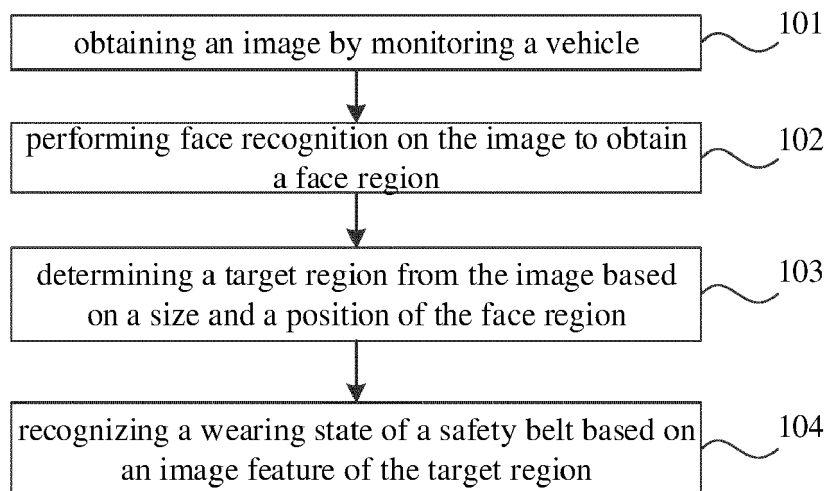 obtaining an image by monitoring a vehicle
101
performing face recognition on the image to obtain
a face region
102
determining a target region from the image based
on a size and a position of the face region
103
recognizing a wearing state of a safety belt based on
an image feature of the target region
104